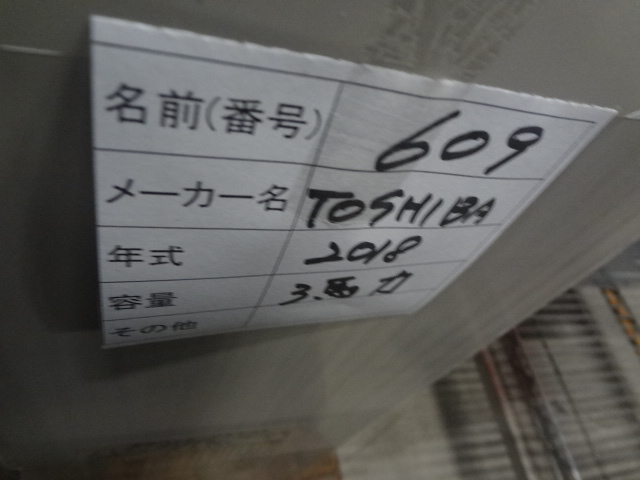 名前(番号) 609
メーカー名 TOSHIBA
年式 2018
容量 3.馬力
その他